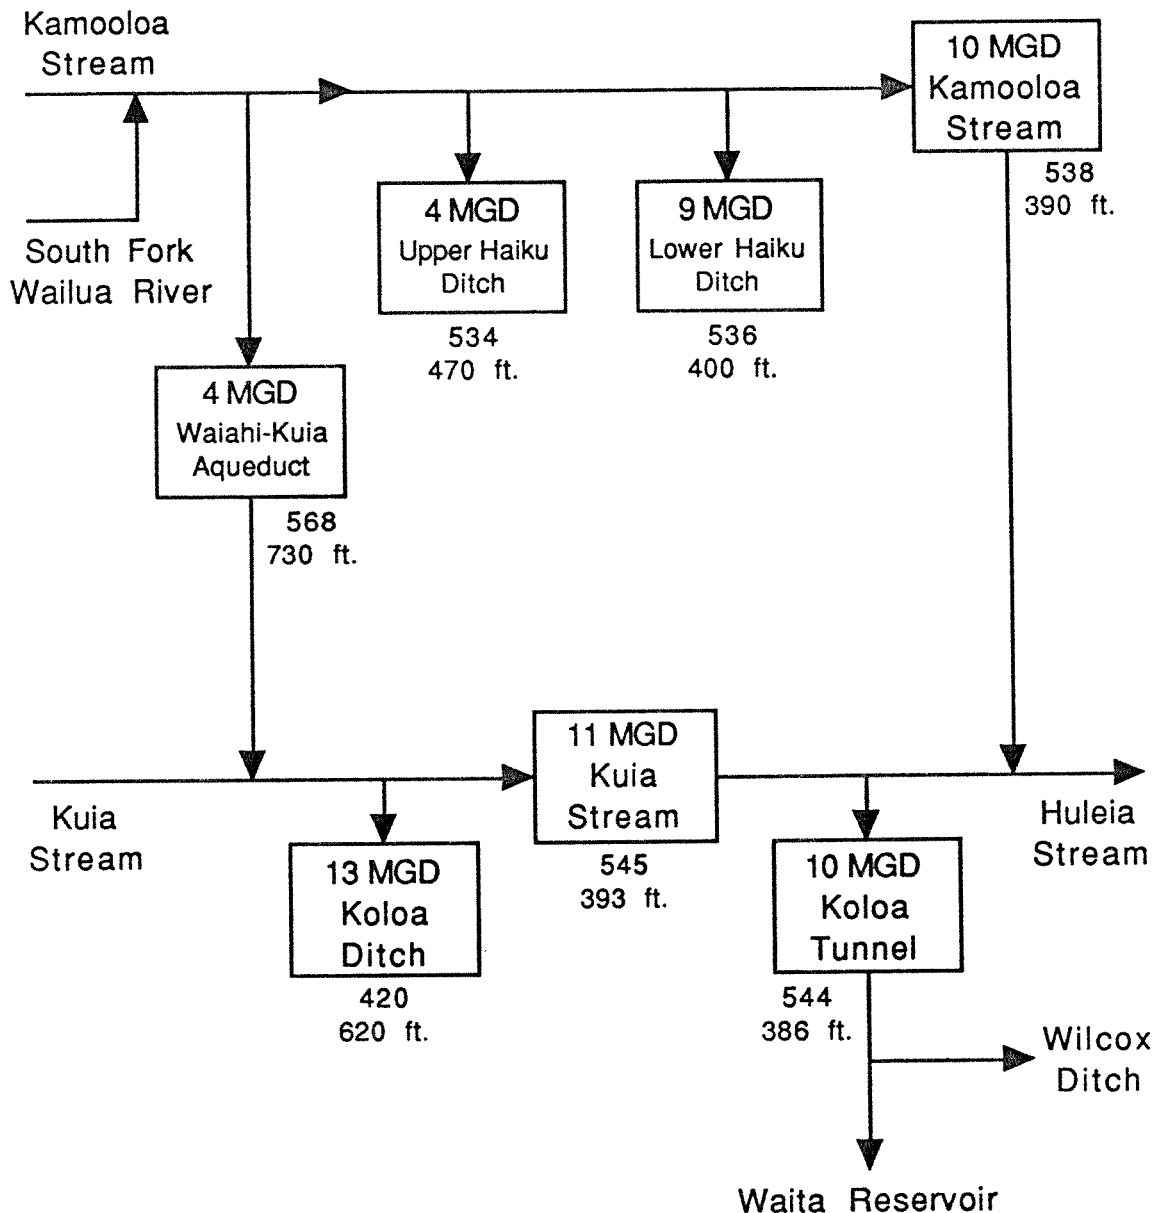 Kamooloa
Stream
10 MGD
Kamooloa
Stream
538
390 ft.
South Fork
Wailua River
4 MGD
Upper Haiku
Ditch
534
470 ft.
9 MGD
Lower Haiku
Ditch
536
400 ft.
4 MGD
Waiahi-Kuia
Aqueduct
568
730 ft.
Kuia
Stream
13 MGD
Koloa
Ditch
420
620 ft.
11 MGD
Kuia
Stream
545
393 ft.
10 MGD
Koloa
Tunnel
544
386 ft.
Huleia
Stream
Wilcox
Ditch
Waita Reservoir